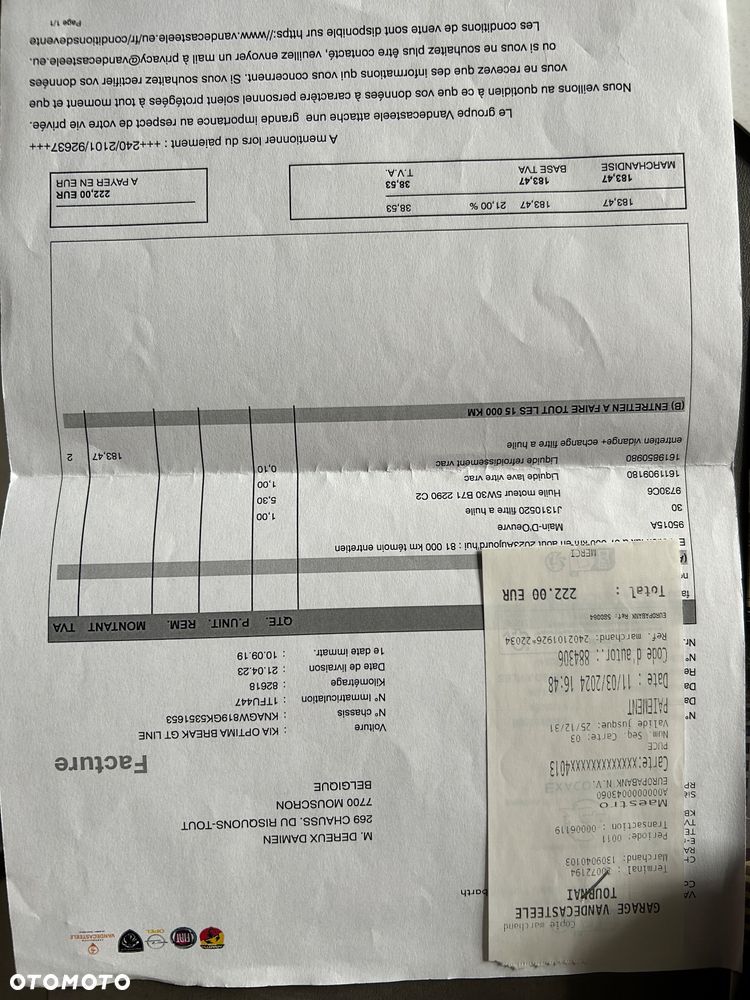 VANDECASTEELE
OPEL
FIAT
Facture
M. DEREUX DAMIEN
269 CHAUSS. DU RISQUONS-TOUT
7700 MOUSCRON
BELGIQUE
Voiture : KIA OPTIMA BREAK GT LINE
N° chassis : KNAGW819GK5351653
N° immatriculation : 1TFU447
Kilométrage : 82618
Date de livraison : 21.04.23
1e date immatr. : 10.09.19
QTE. P.UNIT. REM. MONTANT TVA
en aout 2023Aujourd'hui : 81 000 km témoin entretien
95015A Main-D'Oeuvre
30 J1310520 filtre a huile 1,00
9730C6 Huile moteur 5W30 B71 2290 C2 5,30
1611909180 Liquide lave vitre vrac 1,00
1619850980 Liquide refroidissement vrac 0,10
entretien vidange+ echange filtre a huile 183,47 2
(B) ENTRETIEN A FAIRE TOUT LES 15 000 KM
183,47 183,47 21,00 % 38,53
183,47 183,47 38,53
MARCHANDISE BASE TVA T.V.A.
222,00 EUR
A PAYER EN EUR
A mentionner lors du paiement : +++240/2101/92637+++
Le groupe Vandecasteele attache une grande importance au respect de votre vie privée.
Nous veillons au quotidien à ce que vos données à caractère personnel soient protégées à tout moment et que
vous ne recevez que des informations qui vous concernent. Si vous souhaitez rectifier vos données
ou si vous ne souhaitez plus être contacté, veuillez envoyer un mail à privacy@vandecasteele.eu.
Les conditions de vente sont disponible sur https://www.vandecasteele.eu/fr/conditionsdevente
Page 1/1
Copie marchand
GARAGE VANDECASTEELE
TOURNAI
Terminal : 20072194
Marchand: 1309040103
Periode: 0011
Transaction : 00006119
Maestro
A0000000043060
EUROPABANK N.V.
Carte:xxxxxxxxxxxxx4013
PUCE
Num. Seq. Carte: 03
Valide jusque: 25/12/31
PAIEMENT
Date : 11/03/2024 16:48
Code d'autor.: 884306
Ref. marchand: 2402101926*22034
EUROPABANK Ref: 580064
Total : 222.00 EUR
MERCI
OTOMOTO